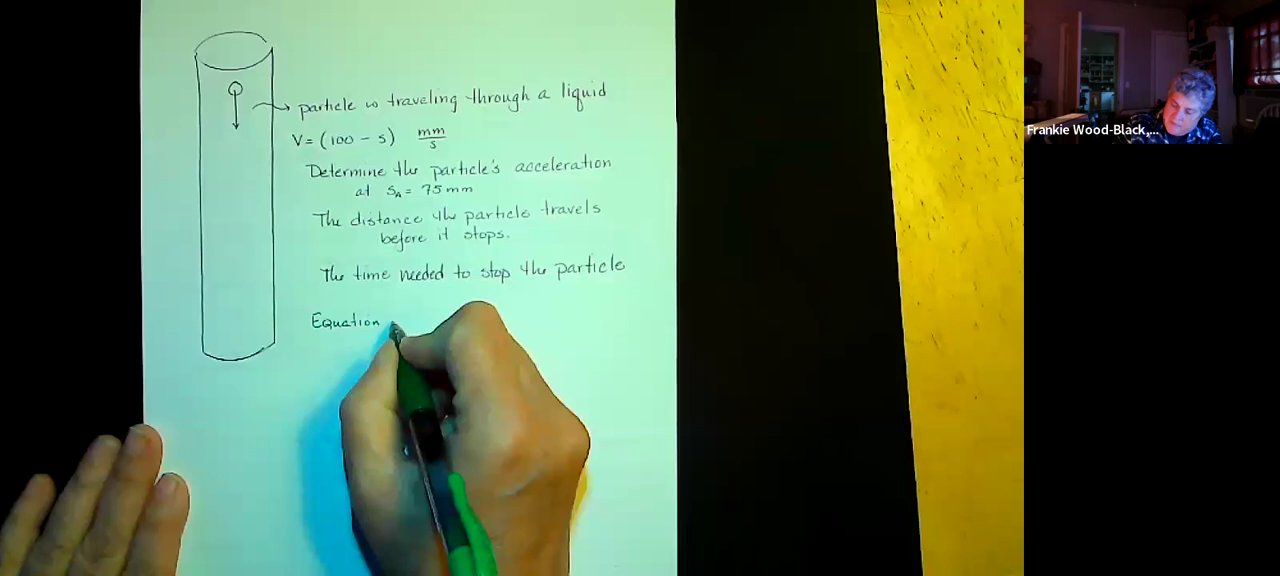 particle is traveling through a liquid
V = (100 - s) mm/s
Determine the particle's acceleration
at SA = 75 mm
The distance the particle travels
before it stops.
The time needed to stop the particle
Equation
Frankie Wood-Black,...